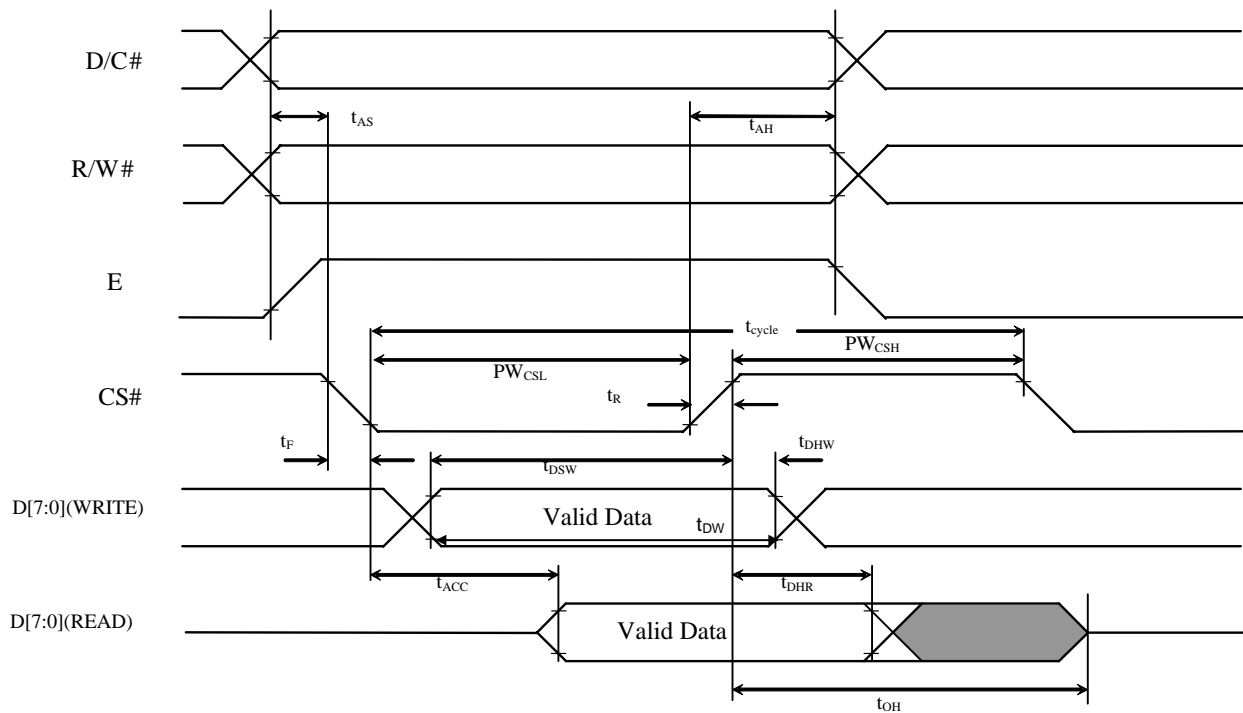 D/C#
tAS
tAH
R/W#
E
tcycle
PWCSL
PWCSH
CS#
tR
tF
tDSW
tDHW
D[7:0](WRITE)
Valid Data
tDW
tACC
tDHR
D[7:0](READ)
Valid Data
tOH